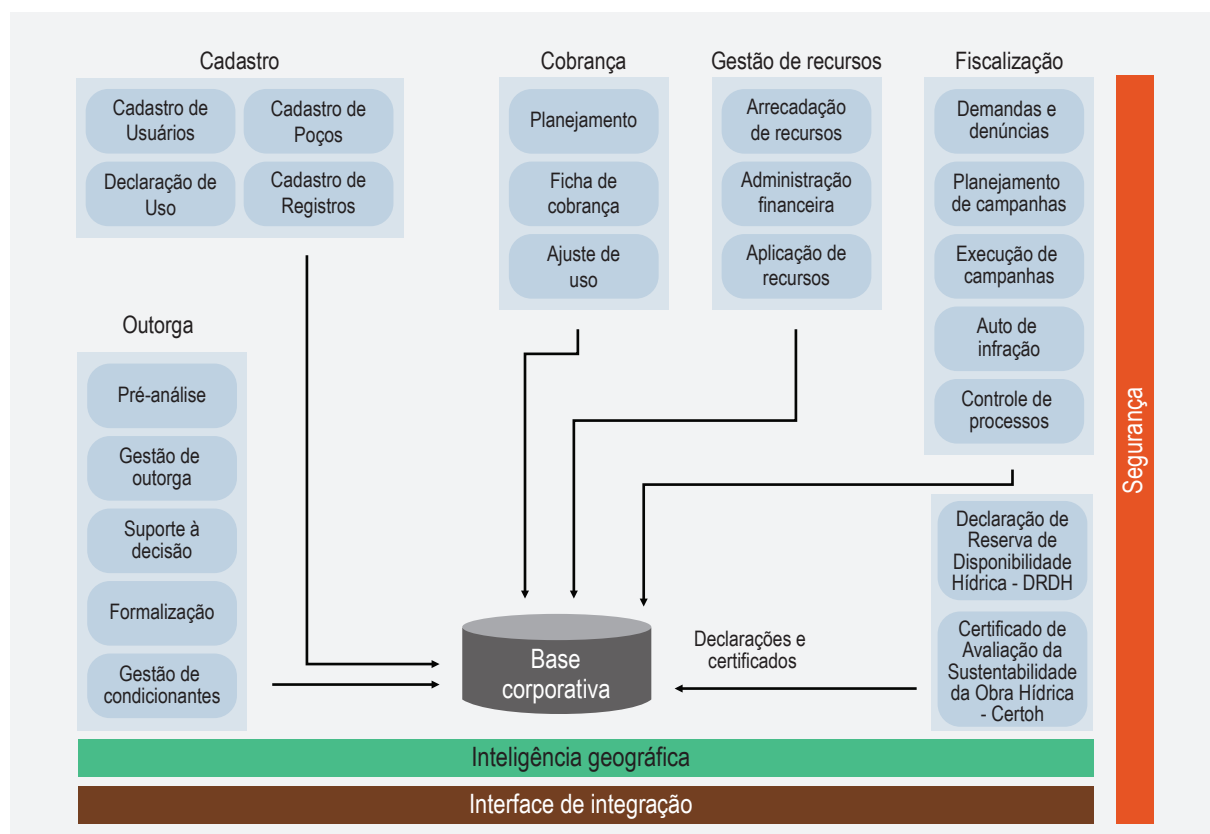 Cadastro
Cadastro de
Usuários
Cadastro de
Poços
Declaração de
Uso
Cadastro de
Registros
Cobrança
Planejamento
Ficha de
cobrança
Ajuste de
uso
Gestão de recursos
Arrecadação
de recursos
Administração
financeira
Aplicação de
recursos
Fiscalização
Demandas e
denúncias
Planejamento
de campanhas
Execução de
campanhas
Auto de
infração
Controle de
processos
Outorga
Pré-análise
Gestão de
outorga
Suporte à
decisão
Formalização
Gestão de
condicionantes
Base
corporativa
Declarações e
certificados
Declaração de
Reserva de
Disponibilidade
Hídrica - DRDH
Certificado de
Avaliação da
Sustentabilidade
da Obra Hídrica
- Certoh
Segurança
Inteligência geográfica
Interface de integração